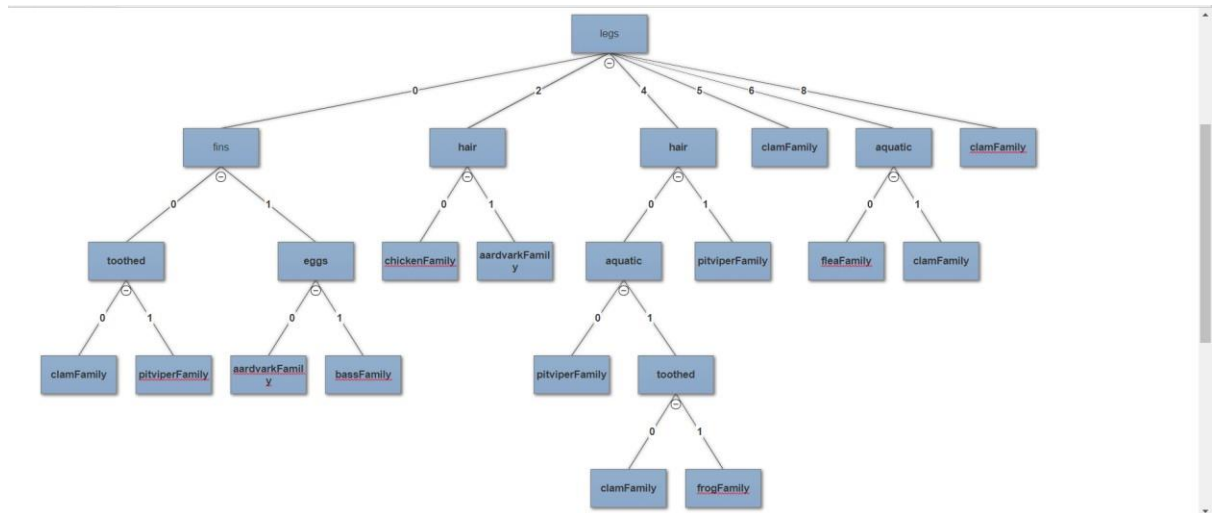 legs
0
2
4
5
6
8
fins
hair
hair
clamFamily
aquatic
clamFamily
0
1
0
1
0
1
0
1
toothed
eggs
chickenFamily
aardvarkFamil
y
aquatic
pitviperFamily
fleaFamily
clamFamily
0
1
0
1
0
1
clamFamily
pitviperFamily
aardvarkFamil
y
bassFamily
pitviperFamily
toothed
0
1
clamFamily
frogFamily